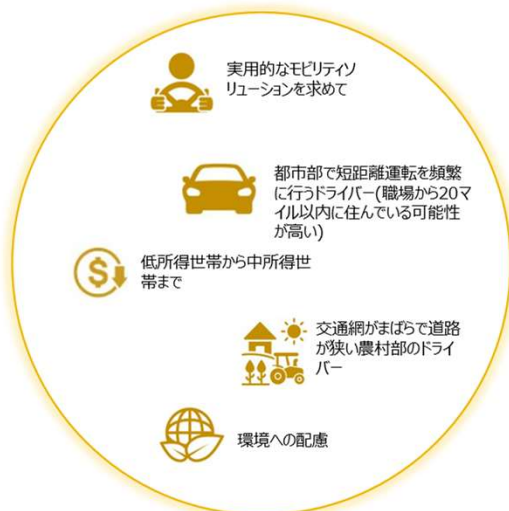 実用的なモビリティソ
リューションを求めて
都市部で短距離運転を頻繁
に行うドライバー(職場から20マ
イル以内に住んでいる可能性
が高い)
低所得世帯から中所得世
帯まで
交通網がまばらで道路
が狭い農村部のドライ
バー
環境への配慮